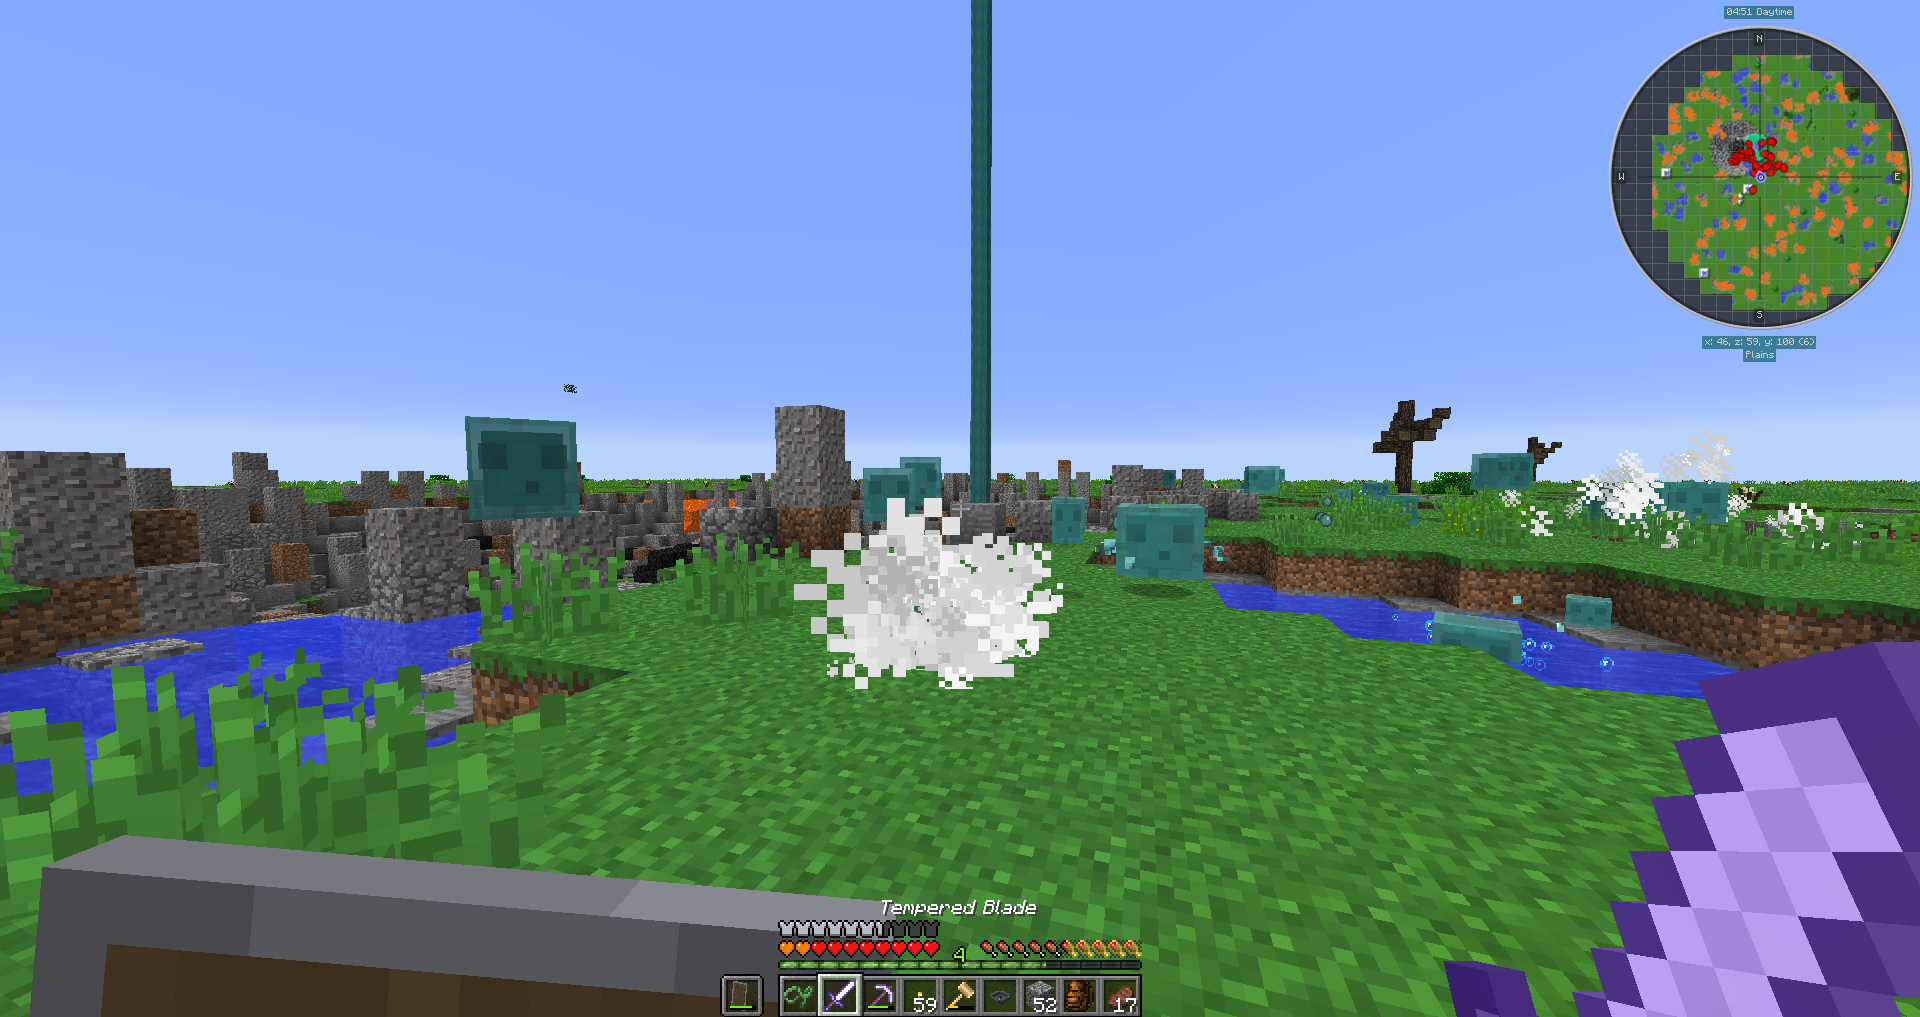 04:51 Daytime
N
W
E
S
x: 46, z: 59, y: 100 (6)
Plains
Tempered Blade
4
59
52
17